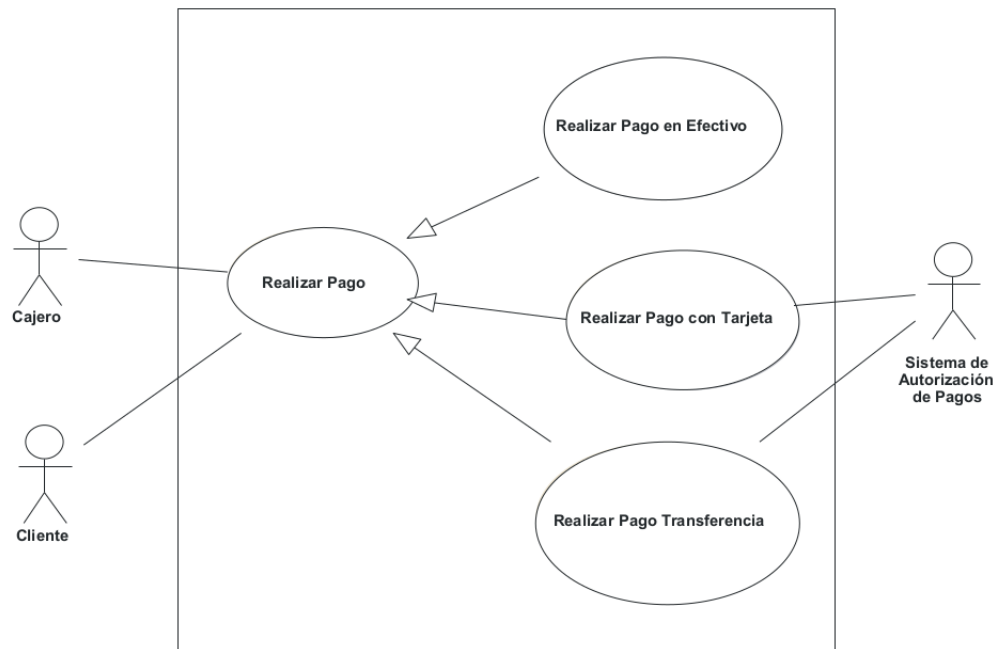 Realizar Pago en Efectivo
Realizar Pago
Cajero
Realizar Pago con Tarjeta
Sistema de
Autorización
de Pagos
Cliente
Realizar Pago Transferencia